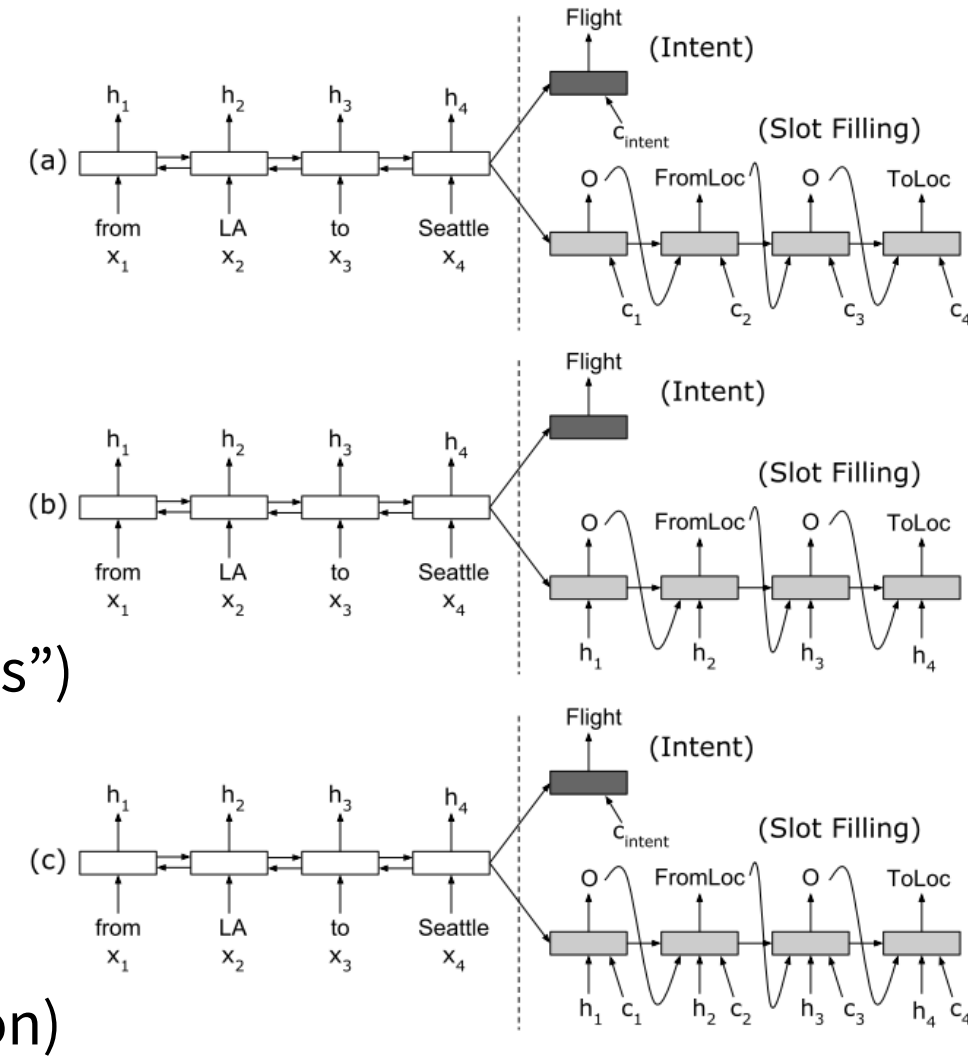 Flight
(Intent)
h₁ h₂ h₃ h₄
c_intent
(Slot Filling)
(a)
O FromLoc O ToLoc
from LA to Seattle
x₁ x₂ x₃ x₄
c₁ c₂ c₃ c₄
Flight
(Intent)
h₁ h₂ h₃ h₄
(Slot Filling)
(b)
O FromLoc O ToLoc
from LA to Seattle
x₁ x₂ x₃ x₄
h₁ h₂ h₃ h₄
s”)
Flight
(Intent)
h₁ h₂ h₃ h₄
c_intent
(Slot Filling)
(c)
O FromLoc O ToLoc
from LA to Seattle
x₁ x₂ x₃ x₄
h₁ c₁ h₂ c₂ h₃ c₃ h₄ c₄
on)